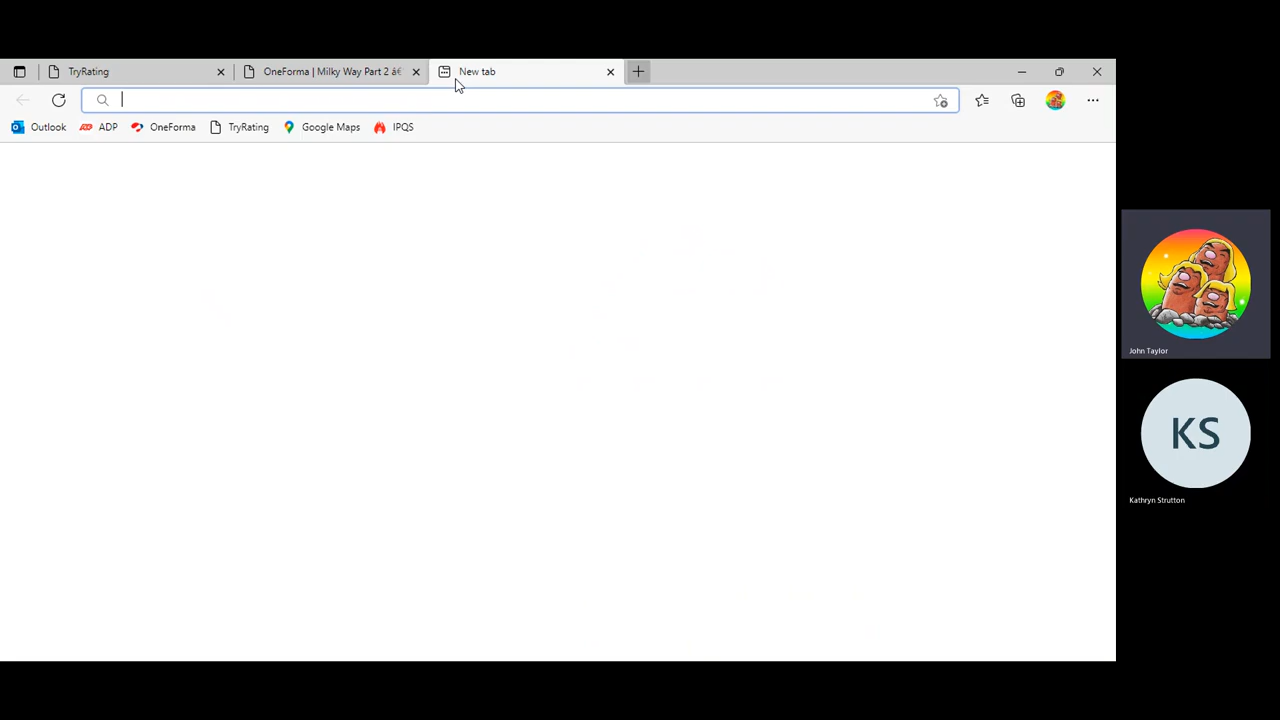 TryRating
OneForma | Milky Way Part 2 â€
New tab
Outlook
ADP
OneForma
TryRating
Google Maps
IPQS
John Taylor
KS
Kathryn Strutton